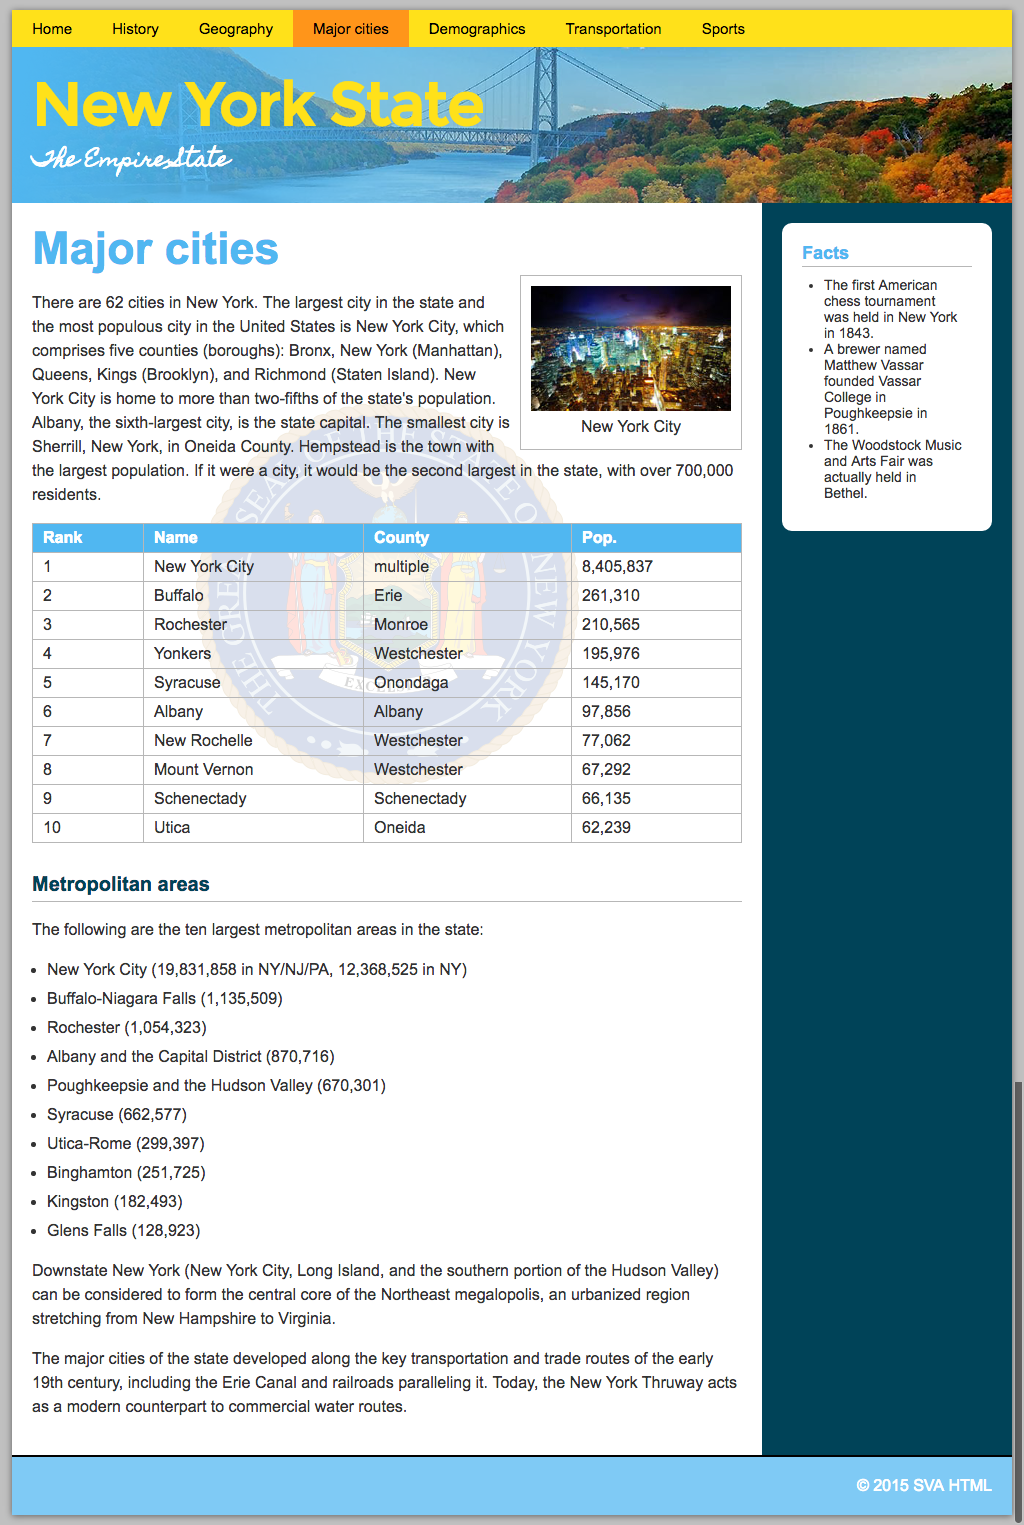 Home History Geography Major cities Demographics Transportation Sports
New York State
The Empire State
Major cities
There are 62 cities in New York. The largest city in the state and
the most populous city in the United States is New York City, which
comprises five counties (boroughs): Bronx, New York (Manhattan),
Queens, Kings (Brooklyn), and Richmond (Staten Island). New
York City is home to more than two-fifths of the state's population.
Albany, the sixth-largest city, is the state capital. The smallest city is
Sherrill, New York, in Oneida County. Hempstead is the town with
the largest population. If it were a city, it would be the second largest in the state, with over 700,000
residents.
New York City
THE GREAT SEAL OF THE STATE OF NEW YORK
EXCELSIOR
Rank Name County Pop.
1 New York City multiple 8,405,837
2 Buffalo Erie 261,310
3 Rochester Monroe 210,565
4 Yonkers Westchester 195,976
5 Syracuse Onondaga 145,170
6 Albany Albany 97,856
7 New Rochelle Westchester 77,062
8 Mount Vernon Westchester 67,292
9 Schenectady Schenectady 66,135
10 Utica Oneida 62,239
Metropolitan areas
The following are the ten largest metropolitan areas in the state:
• New York City (19,831,858 in NY/NJ/PA, 12,368,525 in NY)
• Buffalo-Niagara Falls (1,135,509)
• Rochester (1,054,323)
• Albany and the Capital District (870,716)
• Poughkeepsie and the Hudson Valley (670,301)
• Syracuse (662,577)
• Utica-Rome (299,397)
• Binghamton (251,725)
• Kingston (182,493)
• Glens Falls (128,923)
Downstate New York (New York City, Long Island, and the southern portion of the Hudson Valley)
can be considered to form the central core of the Northeast megalopolis, an urbanized region
stretching from New Hampshire to Virginia.
The major cities of the state developed along the key transportation and trade routes of the early
19th century, including the Erie Canal and railroads paralleling it. Today, the New York Thruway acts
as a modern counterpart to commercial water routes.
Facts
• The first American
chess tournament
was held in New York
in 1843.
• A brewer named
Matthew Vassar
founded Vassar
College in
Poughkeepsie in
1861.
• The Woodstock Music
and Arts Fair was
actually held in
Bethel.
© 2015 SVA HTML